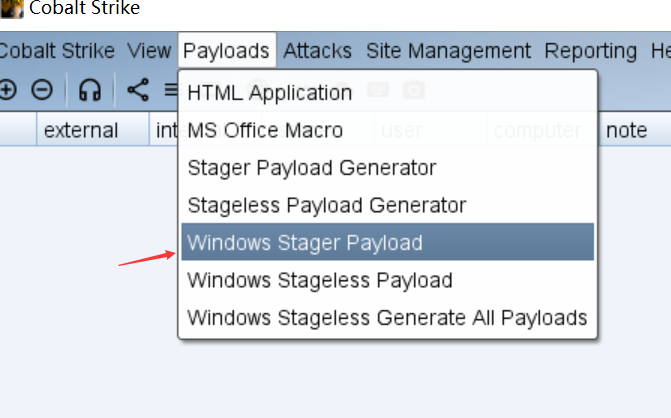 Cobalt Strike
Cobalt Strike View Payloads Attacks Site Management Reporting He
HTML Application
external int user computer note
MS Office Macro
Stager Payload Generator
Stageless Payload Generator
Windows Stager Payload
Windows Stageless Payload
Windows Stageless Generate All Payloads